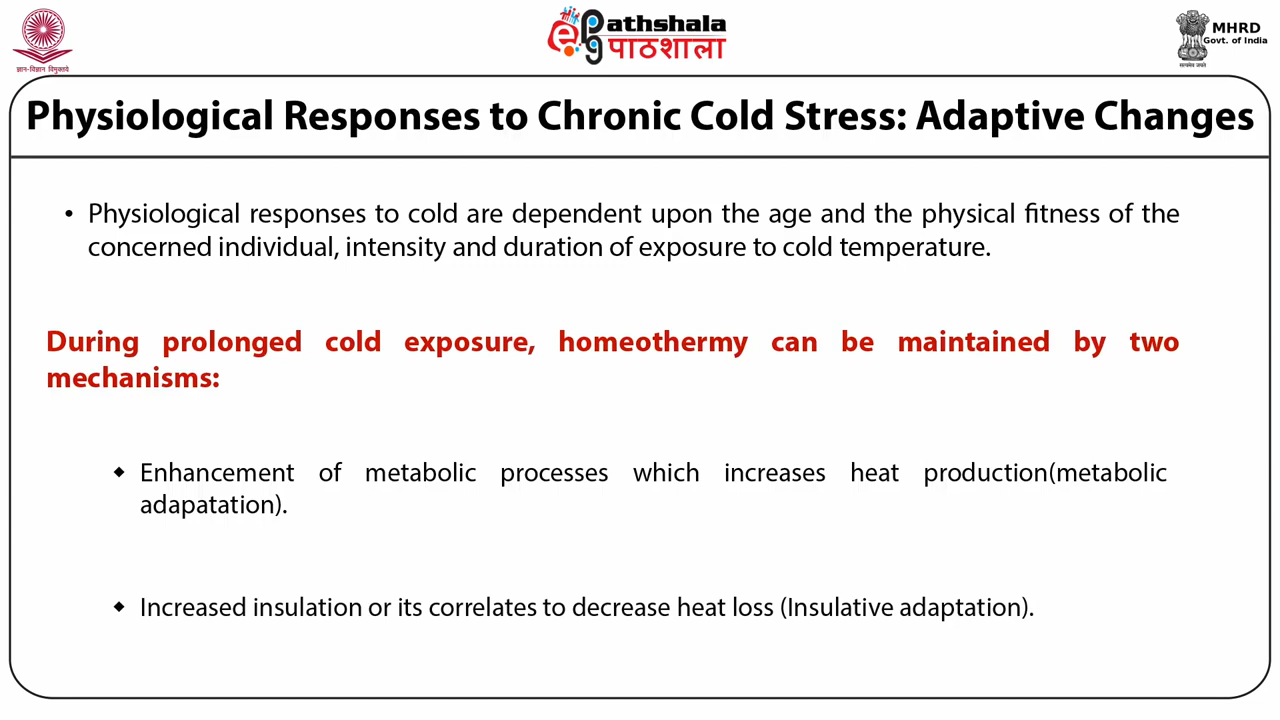 ज्ञान-विज्ञान विमुक्तये
ePathshala
पाठशाला
MHRD
Govt. of India
सत्यमेव जयते
Physiological Responses to Chronic Cold Stress: Adaptive Changes
• Physiological responses to cold are dependent upon the age and the physical fitness of the
concerned individual, intensity and duration of exposure to cold temperature.
During prolonged cold exposure, homeothermy can be maintained by two
mechanisms:
◆ Enhancement of metabolic processes which increases heat production(metabolic
adapatation).
◆ Increased insulation or its correlates to decrease heat loss (Insulative adaptation).